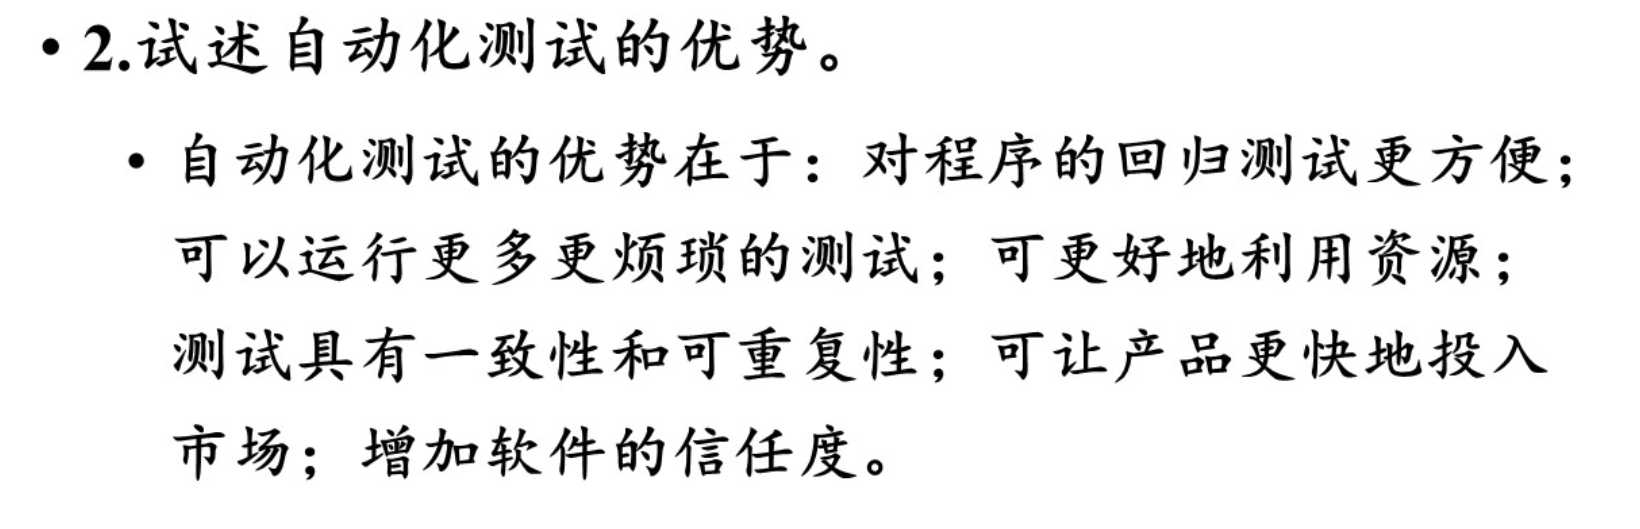 • 2.试述自动化测试的优势。
• 自动化测试的优势在于：对程序的回归测试更方便；
可以运行更多更烦琐的测试；可更好地利用资源；
测试具有一致性和可重复性；可让产品更快地投入
市场；增加软件的信任度。